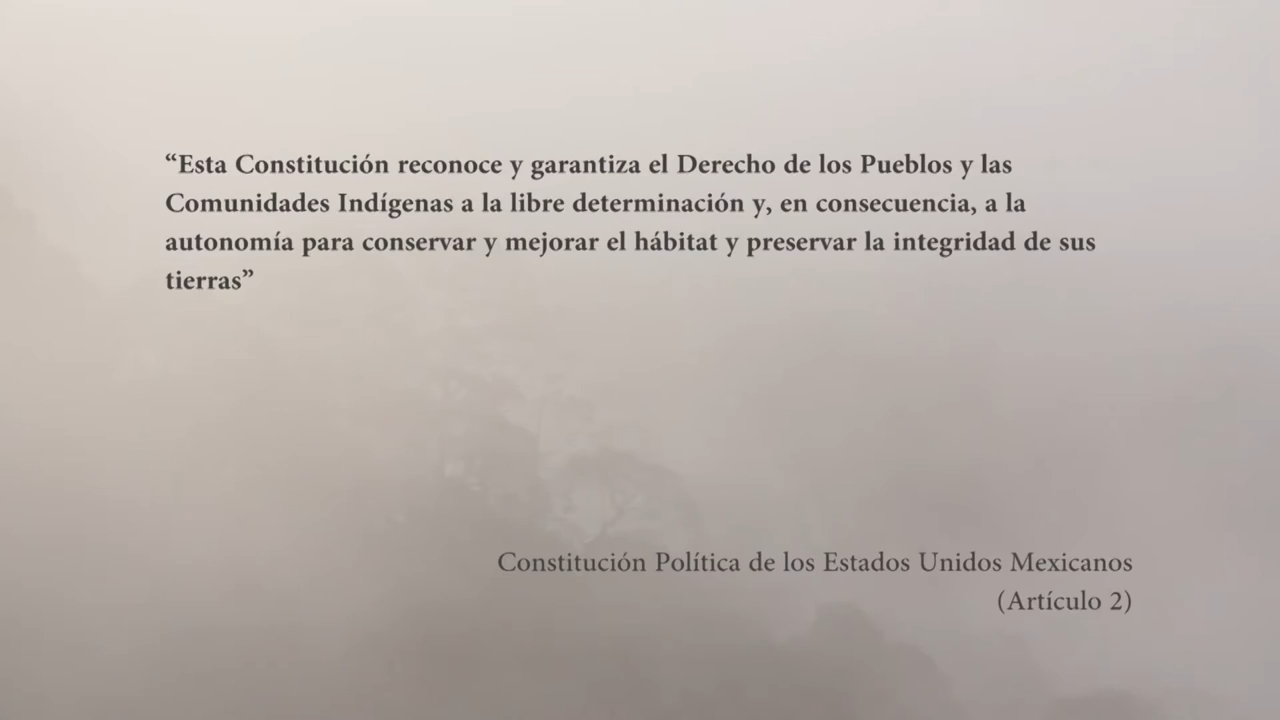 “Esta Constitución reconoce y garantiza el Derecho de los Pueblos y las
Comunidades Indígenas a la libre determinación y, en consecuencia, a la
autonomía para conservar y mejorar el hábitat y preservar la integridad de sus
tierras”
Constitución Política de los Estados Unidos Mexicanos
(Artículo 2)